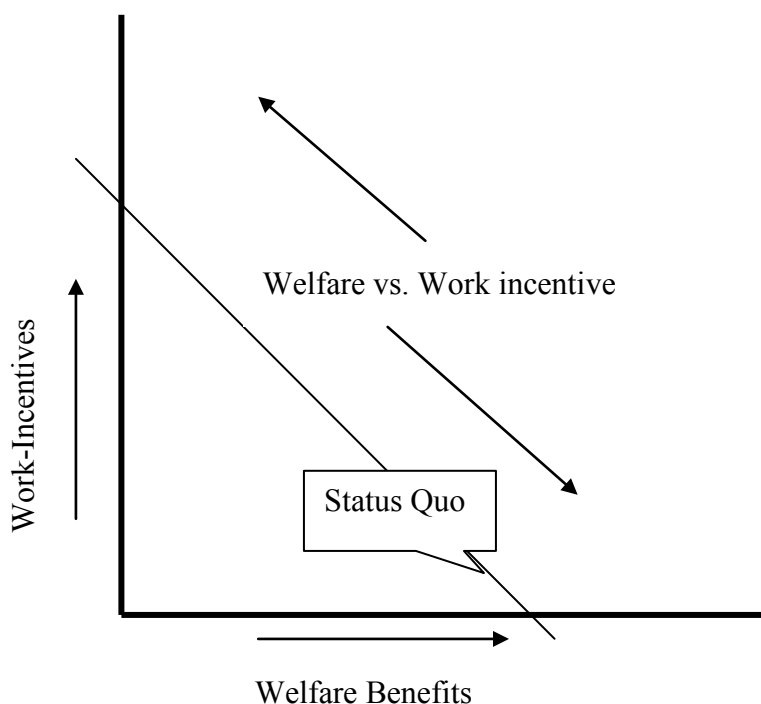 Welfare vs. Work incentive
Work-Incentives
Status Quo
Welfare Benefits